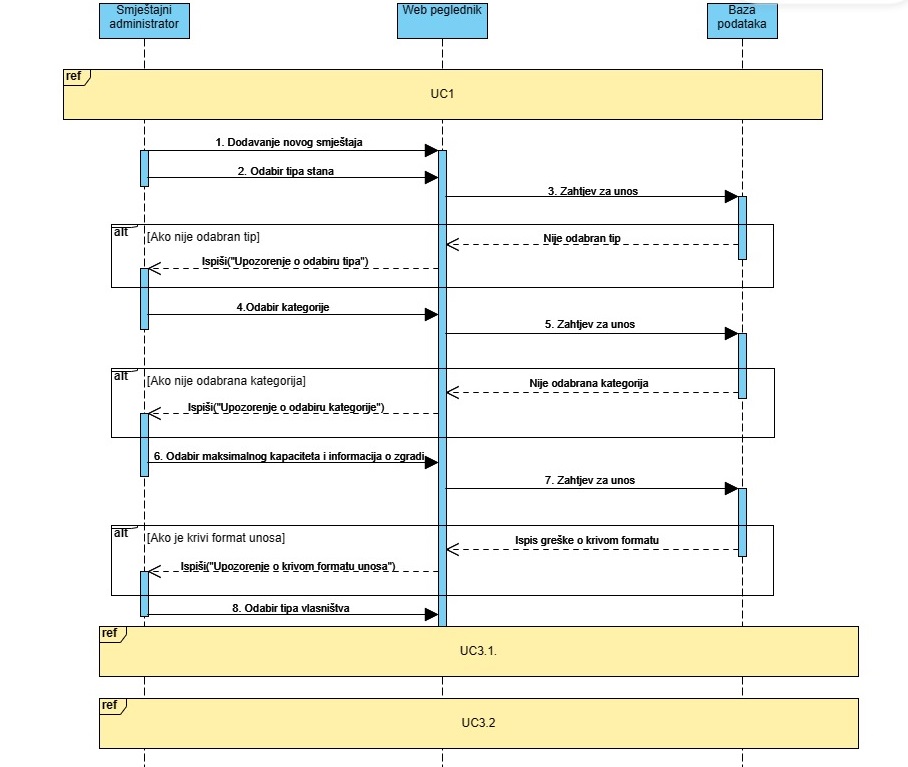 Smještajni
administrator
Web peglednik
Baza
podataka
ref
UC1
1. Dodavanje novog smještaja
2. Odabir tipa stana
3. Zahtjev za unos
alt
[Ako nije odabran tip]
Nije odabran tip
Ispiši("Upozorenje o odabiru tipa")
4.Odabir kategorije
5. Zahtjev za unos
alt
[Ako nije odabrana kategorija]
Nije odabrana kategorija
Ispiši("Upozorenje o odabiru kategorije")
6. Odabir maksimalnog kapaciteta i informacija o zgradi
7. Zahtjev za unos
alt
[Ako je krivi format unosa]
Ispis greške o krivom formatu
Ispiši("Upozorenje o krivom formatu unosa")
8. Odabir tipa vlasništva
ref
UC3.1.
ref
UC3.2